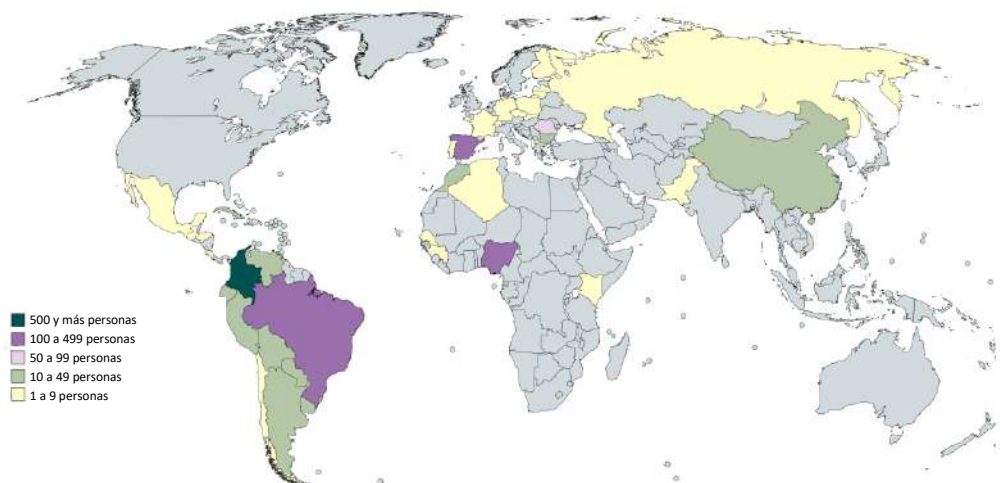 500 y más personas
100 a 499 personas
50 a 99 personas
10 a 49 personas
1 a 9 personas